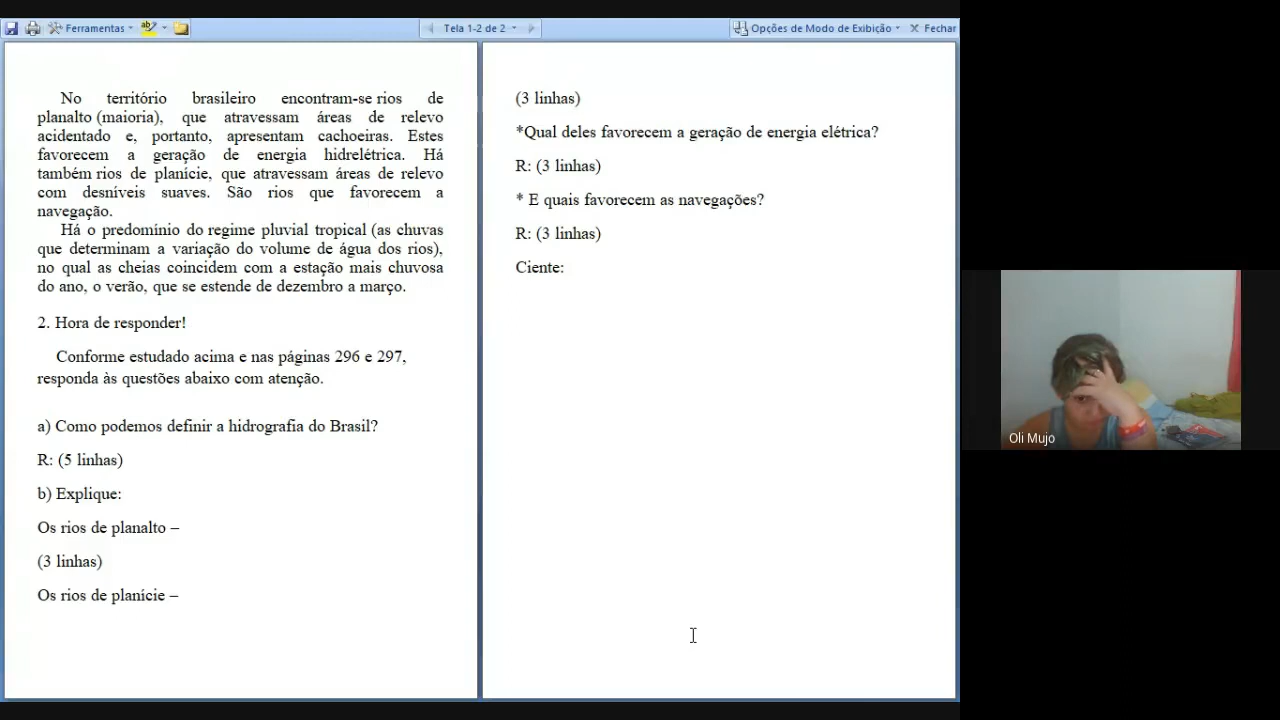 Ferramentas
Tela 1-2 de 2
Opções de Modo de Exibição
Fechar
No território brasileiro encontram-se rios de
planalto (maioria), que atravessam áreas de relevo
acidentado e, portanto, apresentam cachoeiras. Estes
favorecem a geração de energia hidrelétrica. Há
também rios de planície, que atravessam áreas de relevo
com desníveis suaves. São rios que favorecem a
navegação.
Há o predomínio do regime pluvial tropical (as chuvas
que determinam a variação do volume de água dos rios),
no qual as cheias coincidem com a estação mais chuvosa
do ano, o verão, que se estende de dezembro a março.
2. Hora de responder!
Conforme estudado acima e nas páginas 296 e 297,
responda às questões abaixo com atenção.
a) Como podemos definir a hidrografia do Brasil?
R: (5 linhas)
b) Explique:
Os rios de planalto –
(3 linhas)
Os rios de planície –
(3 linhas)
*Qual deles favorecem a geração de energia elétrica?
R: (3 linhas)
* E quais favorecem as navegações?
R: (3 linhas)
Ciente:
Oli Mujo